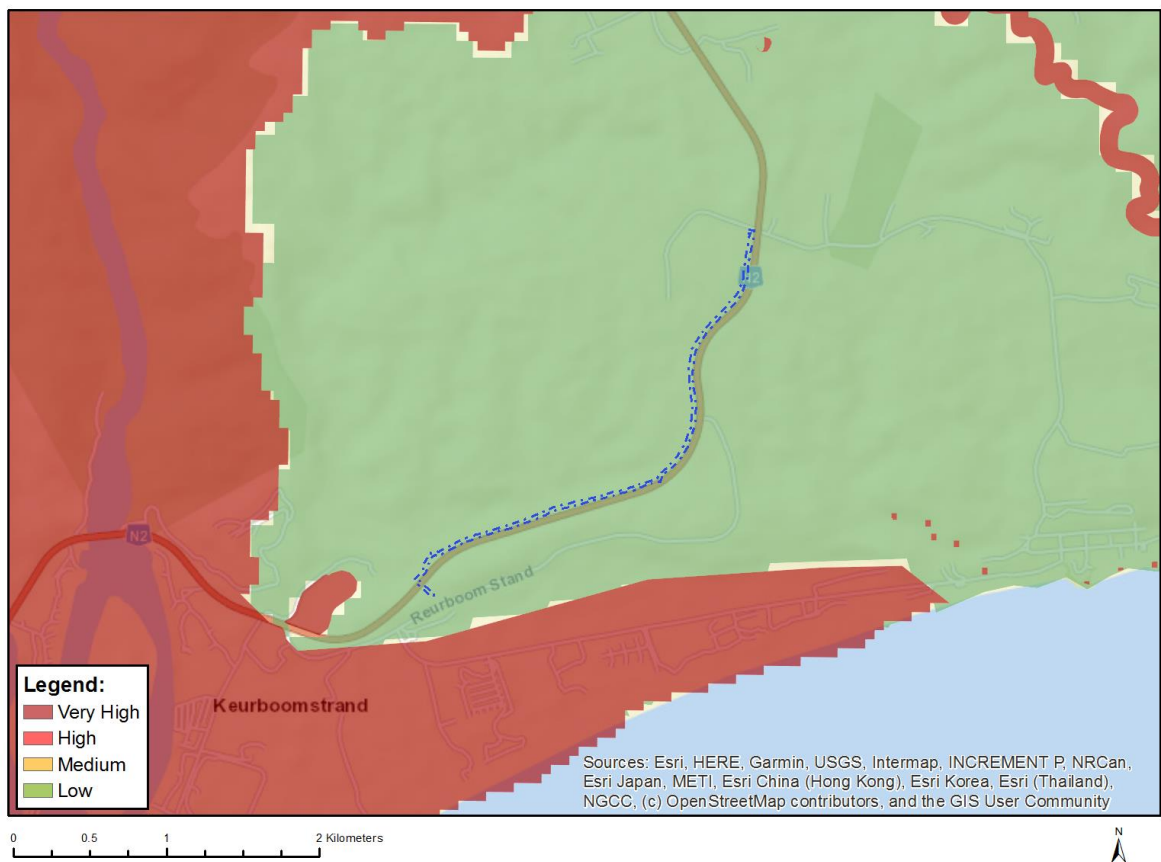 N2
N2
Reurboom Stand
Keurboomstrand
Legend:
Very High
High
Medium
Low
Sources: Esri, HERE, Garmin, USGS, Intermap, INCREMENT P, NRCan,
Esri Japan, METI, Esri China (Hong Kong), Esri Korea, Esri (Thailand),
NGCC, (c) OpenStreetMap contributors, and the GIS User Community
0 0.5 1 2 Kilometers
N